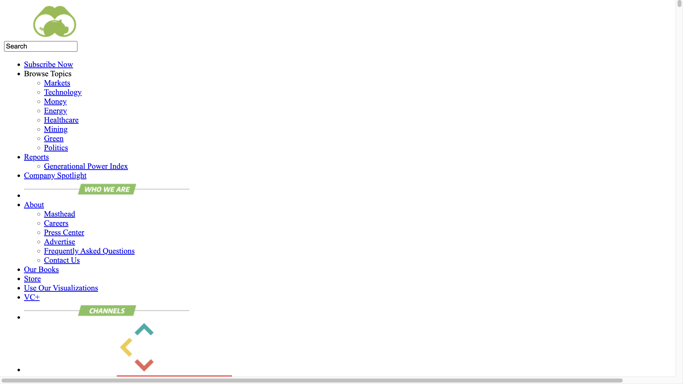 Search
Subscribe Now
Browse Topics
Markets
Technology
Money
Energy
Healthcare
Mining
Green
Politics
Reports
Generational Power Index
Company Spotlight
WHO WE ARE
About
Masthead
Careers
Press Center
Advertise
Frequently Asked Questions
Contact Us
Our Books
Store
Use Our Visualizations
VC+
CHANNELS